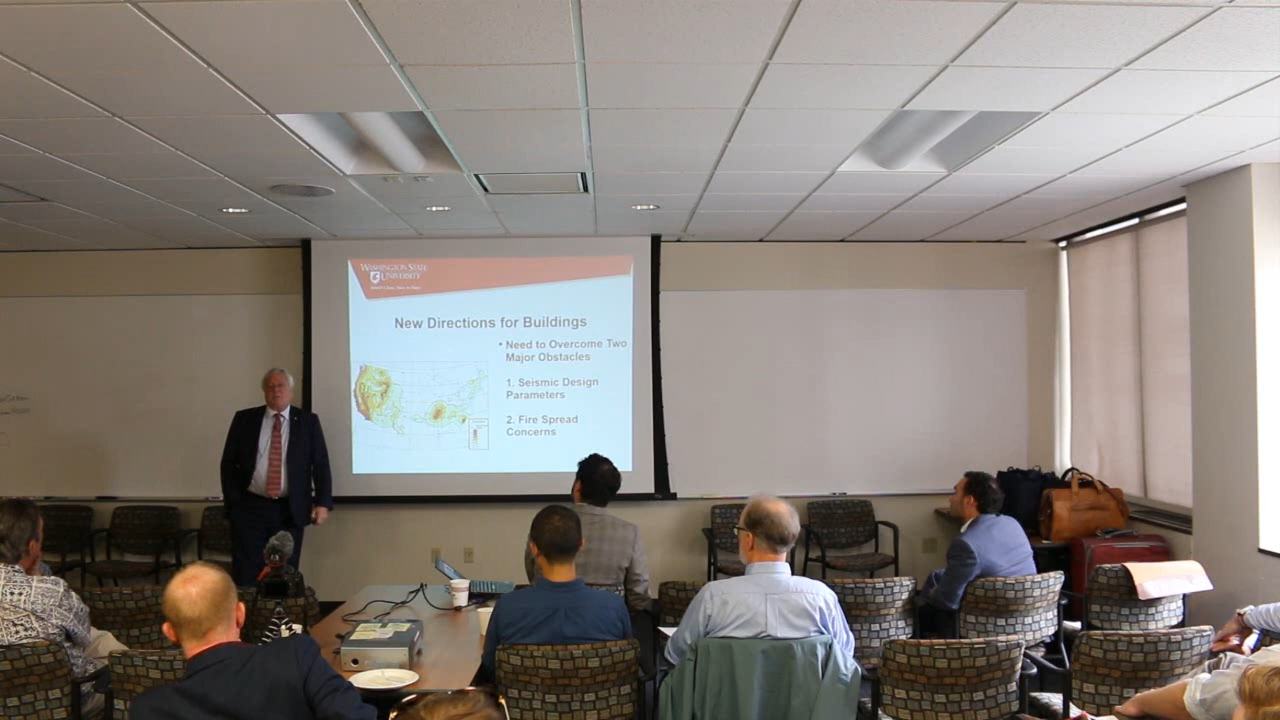 WASHINGTON STATE
UNIVERSITY
New Directions for Buildings
• Need to Overcome Two
Major Obstacles
1. Seismic Design
Parameters
2. Fire Spread
Concerns